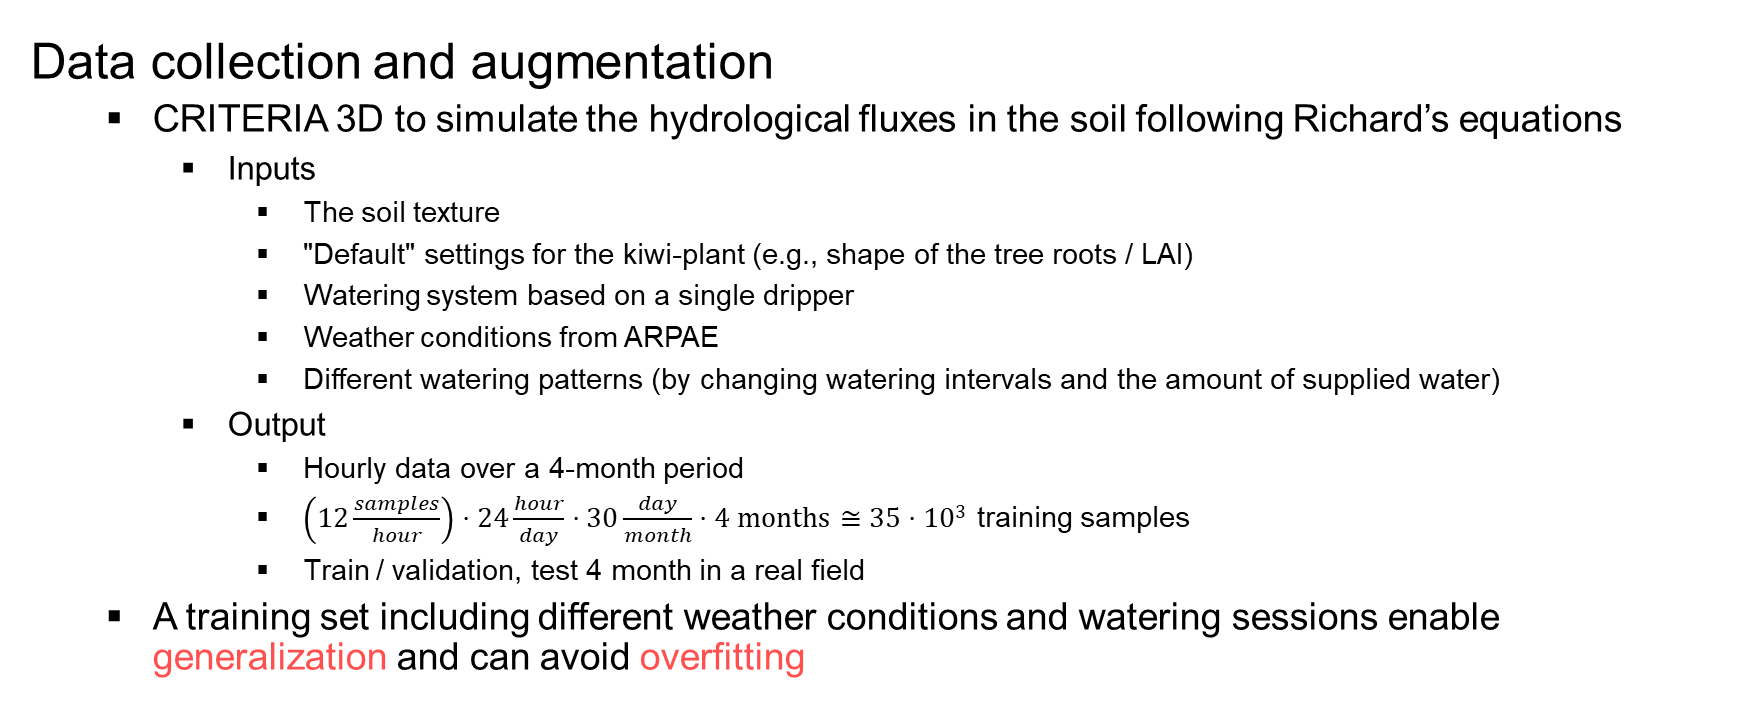 Data collection and augmentation
▪ CRITERIA 3D to simulate the hydrological fluxes in the soil following Richard’s equations
▪ Inputs
▪ The soil texture
▪ "Default" settings for the kiwi-plant (e.g., shape of the tree roots / LAI)
▪ Watering system based on a single dripper
▪ Weather conditions from ARPAE
▪ Different watering patterns (by changing watering intervals and the amount of supplied water)
▪ Output
▪ Hourly data over a 4-month period
▪ (12 samples/hour) · 24 hour/day · 30 day/month · 4 months ≅ 35 · 10³ training samples
▪ Train / validation, test 4 month in a real field
▪ A training set including different weather conditions and watering sessions enable
generalization and can avoid overfitting